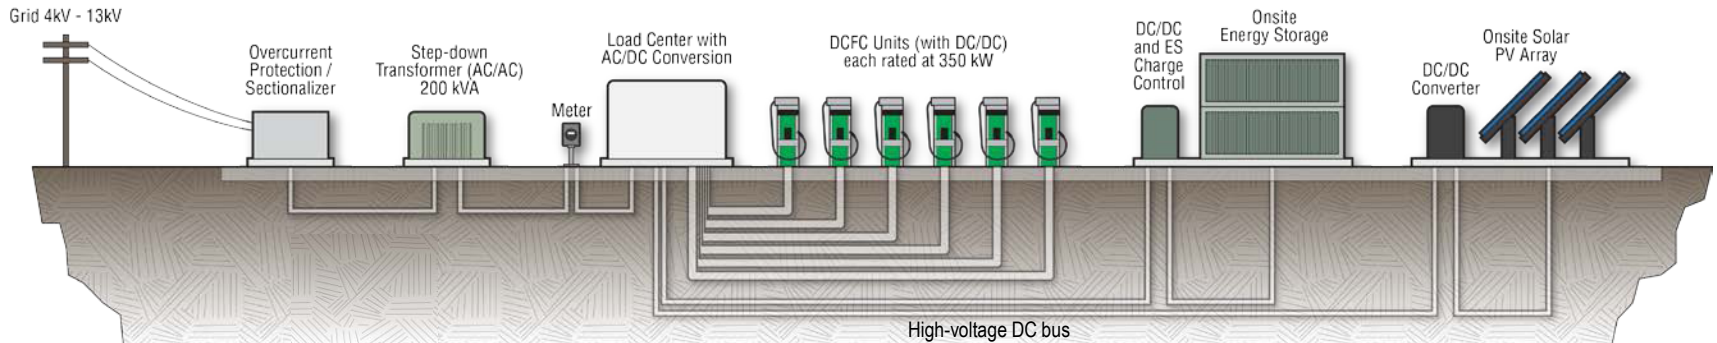 Grid 4kV - 13kV
Overcurrent
Protection /
Sectionalizer
Step-down
Transformer (AC/AC)
200 kVA
Meter
Load Center with
AC/DC Conversion
DCFC Units (with DC/DC)
each rated at 350 kW
DC/DC
and ES
Charge
Control
Onsite
Energy Storage
DC/DC
Converter
Onsite Solar
PV Array
High-voltage DC bus